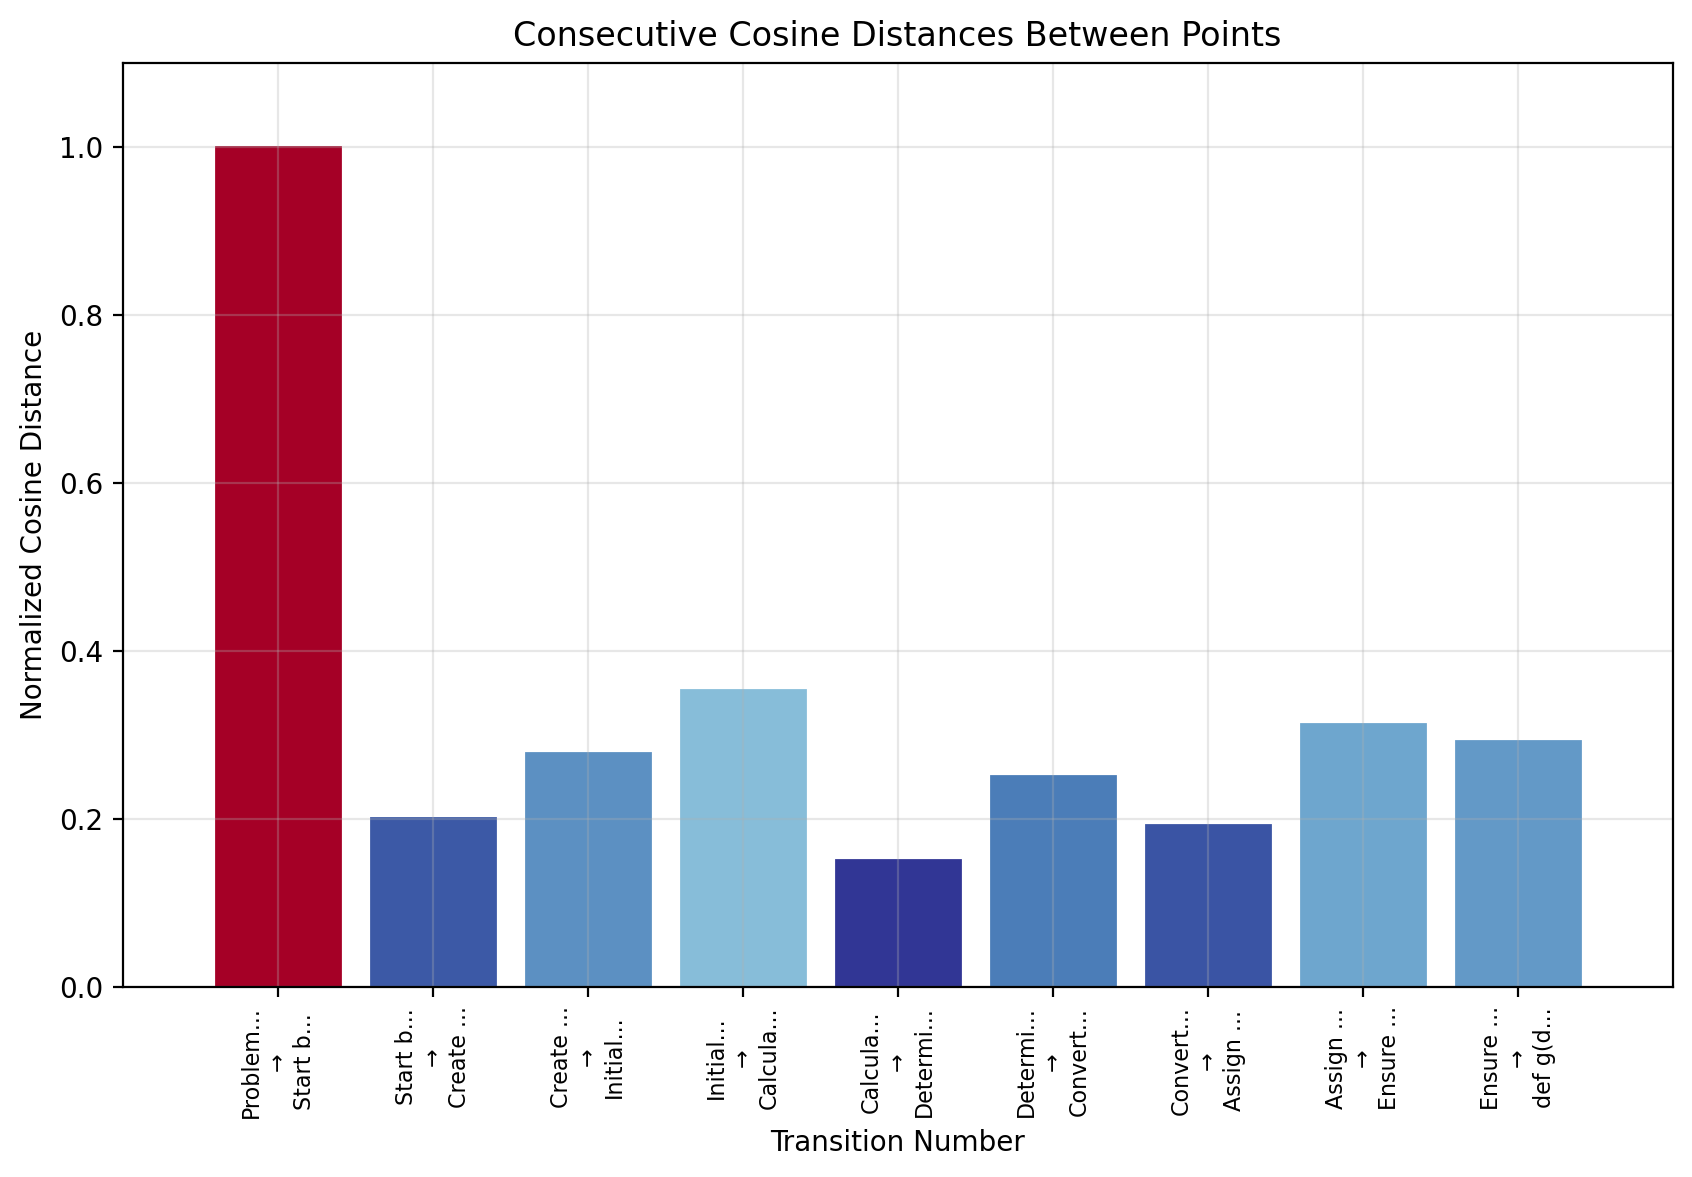 Consecutive Cosine Distances Between Points
Normalized Cosine Distance
1.0
0.8
0.6
0.4
0.2
0.0
Problem...
→
Start b...
Start b...
→
Create ...
Create ...
→
Initial...
Initial...
→
Calcula...
Calcula...
→
Determi...
Determi...
→
Convert...
Convert...
→
Assign ...
Assign ...
→
Ensure ...
Ensure ...
→
def g(d...
Transition Number